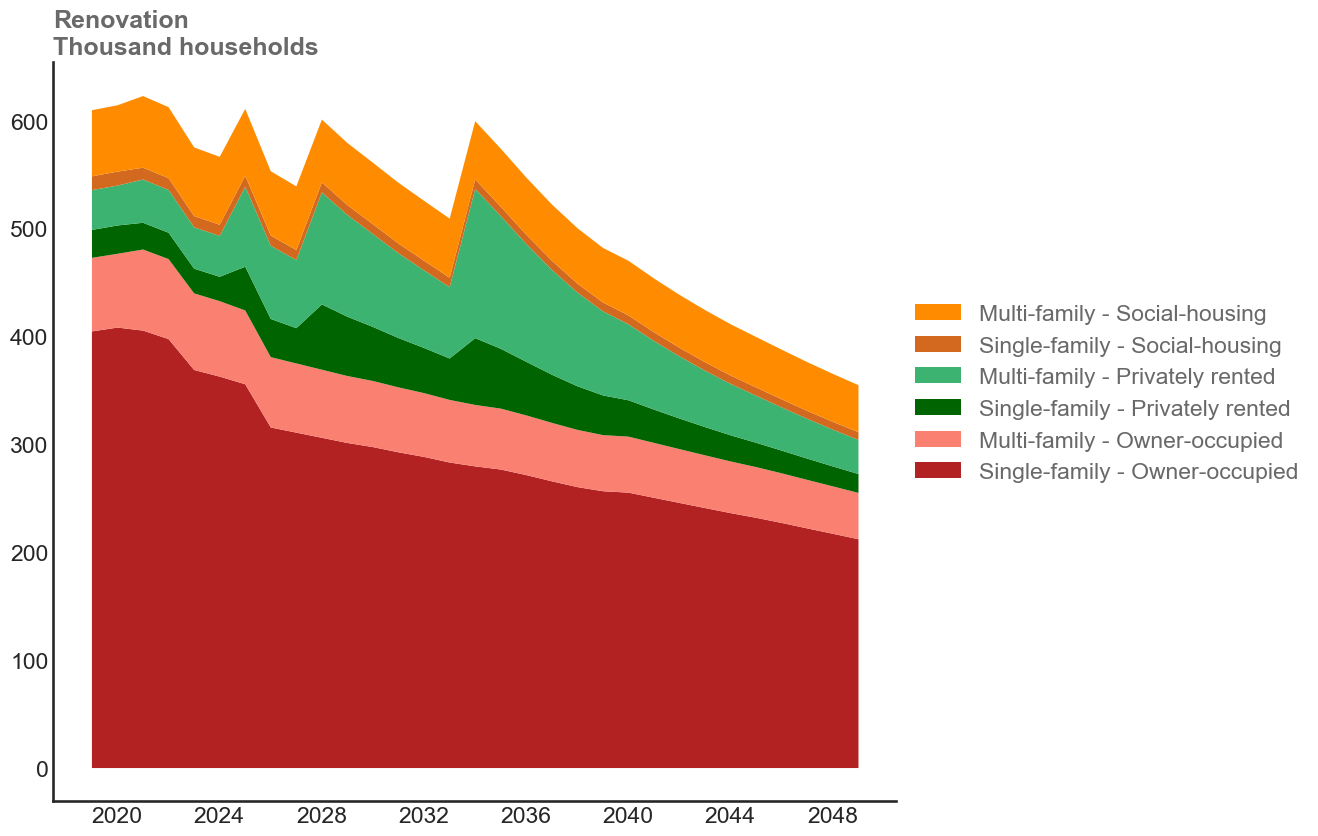 Renovation
Thousand households
600
500
400
300
200
100
0
2020 2024 2028 2032 2036 2040 2044 2048
Multi-family - Social-housing
Single-family - Social-housing
Multi-family - Privately rented
Single-family - Privately rented
Multi-family - Owner-occupied
Single-family - Owner-occupied